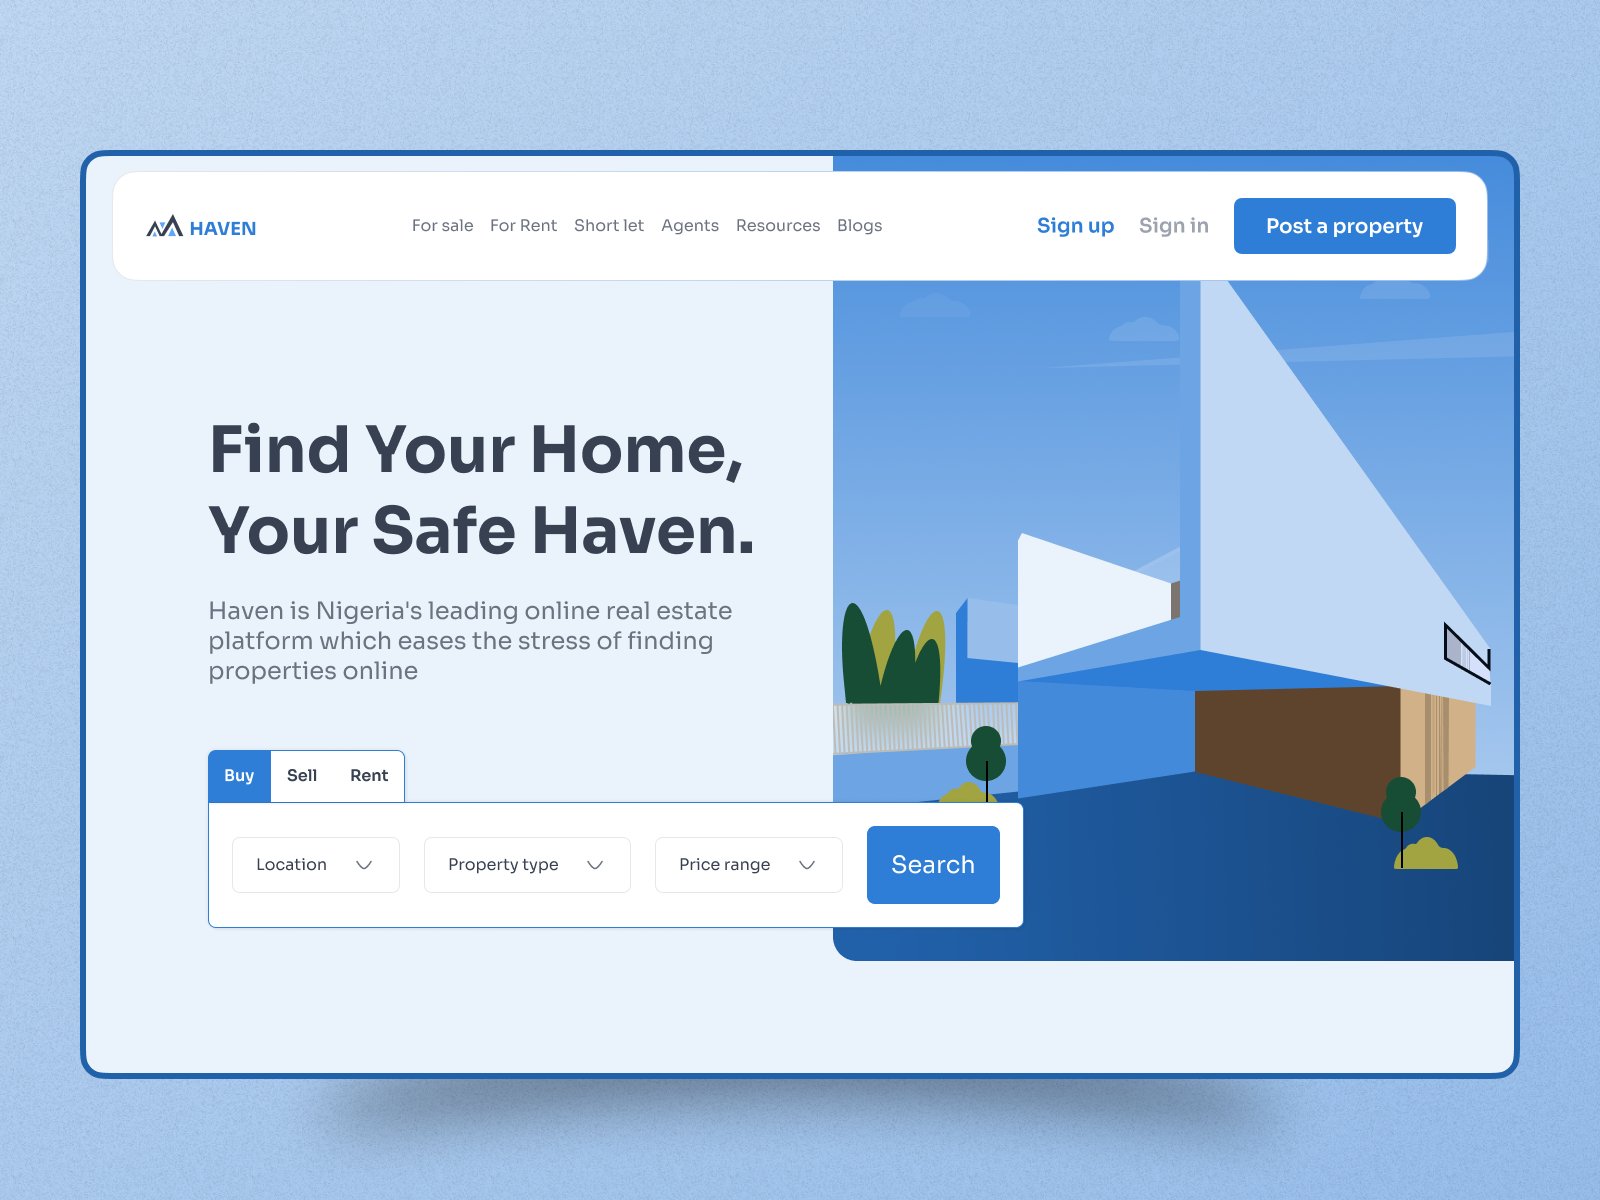 HAVEN
For sale For Rent Short let Agents Resources Blogs
Sign up Sign in Post a property
Find Your Home,
Your Safe Haven.
Haven is Nigeria's leading online real estate
platform which eases the stress of finding
properties online
Buy Sell Rent
Location Property type Price range Search